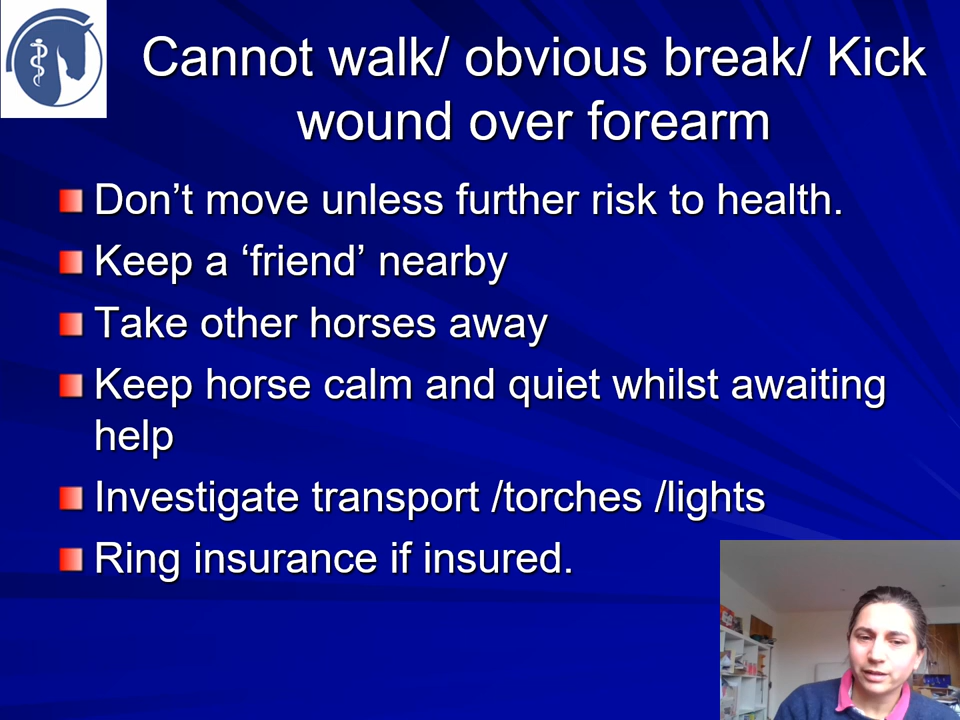 Cannot walk/ obvious break/ Kick
wound over forearm
Don’t move unless further risk to health.
Keep a ‘friend’ nearby
Take other horses away
Keep horse calm and quiet whilst awaiting
help
Investigate transport /torches /lights
Ring insurance if insured.